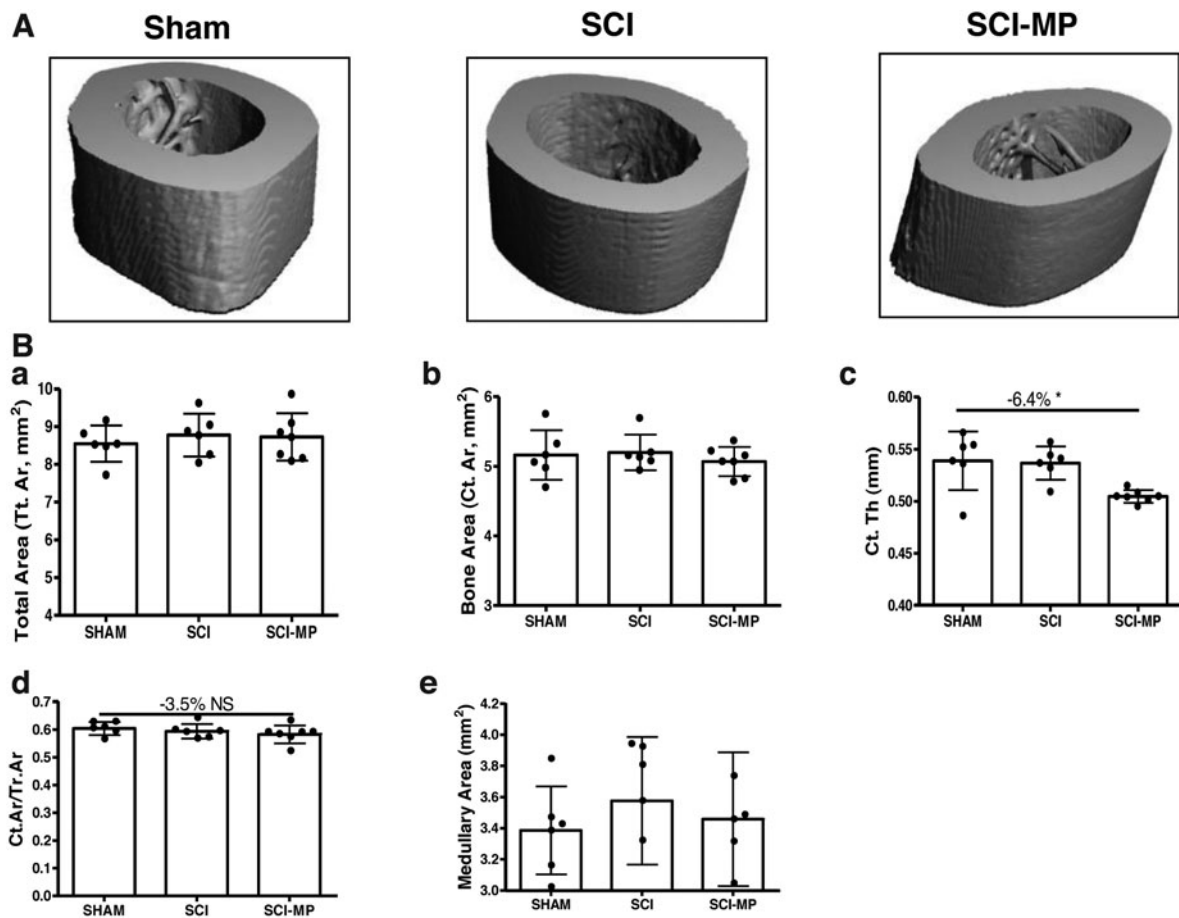 A
Sham
SCI
SCI-MP
B
a
Total Area (Tt. Ar, mm²)
10
9
8
7
6
5
4
SHAM
SCI
SCI-MP
b
Bone Area (Ct. Ar, mm²)
6
5
4
3
SHAM
SCI
SCI-MP
c
Ct. Th (mm)
0.60
0.55
0.50
0.45
0.40
-6.4% *
SHAM
SCI
SCI-MP
d
Ct.Ar/Tr.Ar
0.7
0.6
0.5
0.4
0.3
0.2
0.1
0.0
-3.5% NS
SHAM
SCI
SCI-MP
e
Medullary Area (mm²)
4.2
4.0
3.8
3.6
3.4
3.2
3.0
SHAM
SCI
SCI-MP